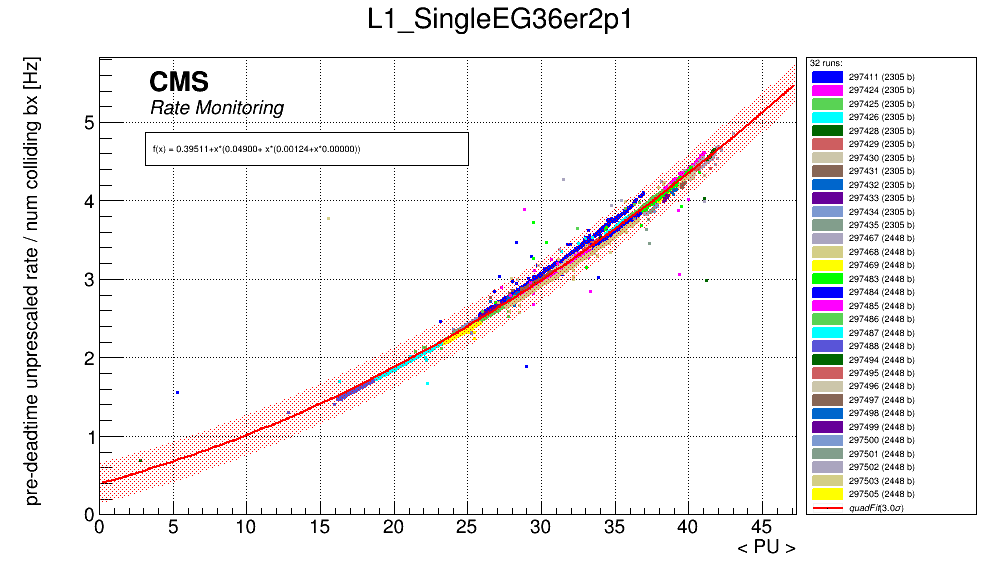 L1_SingleEG36er2p1
pre-deadtime unprescaled rate / num colliding bx [Hz]
CMS
Rate Monitoring
f(x) = 0.39511+x*(0.04900+ x*(0.00124+x*0.00000))
5
4
3
2
1
0
0 5 10 15 20 25 30 35 40 45
< PU >
32 runs:
297411 (2305 b)
297424 (2305 b)
297425 (2305 b)
297426 (2305 b)
297428 (2305 b)
297429 (2305 b)
297430 (2305 b)
297431 (2305 b)
297432 (2305 b)
297433 (2305 b)
297434 (2305 b)
297435 (2305 b)
297467 (2448 b)
297468 (2448 b)
297469 (2448 b)
297483 (2448 b)
297484 (2448 b)
297485 (2448 b)
297486 (2448 b)
297487 (2448 b)
297488 (2448 b)
297494 (2448 b)
297495 (2448 b)
297496 (2448 b)
297497 (2448 b)
297498 (2448 b)
297499 (2448 b)
297500 (2448 b)
297501 (2448 b)
297502 (2448 b)
297503 (2448 b)
297505 (2448 b)
quadFit(3.0σ)